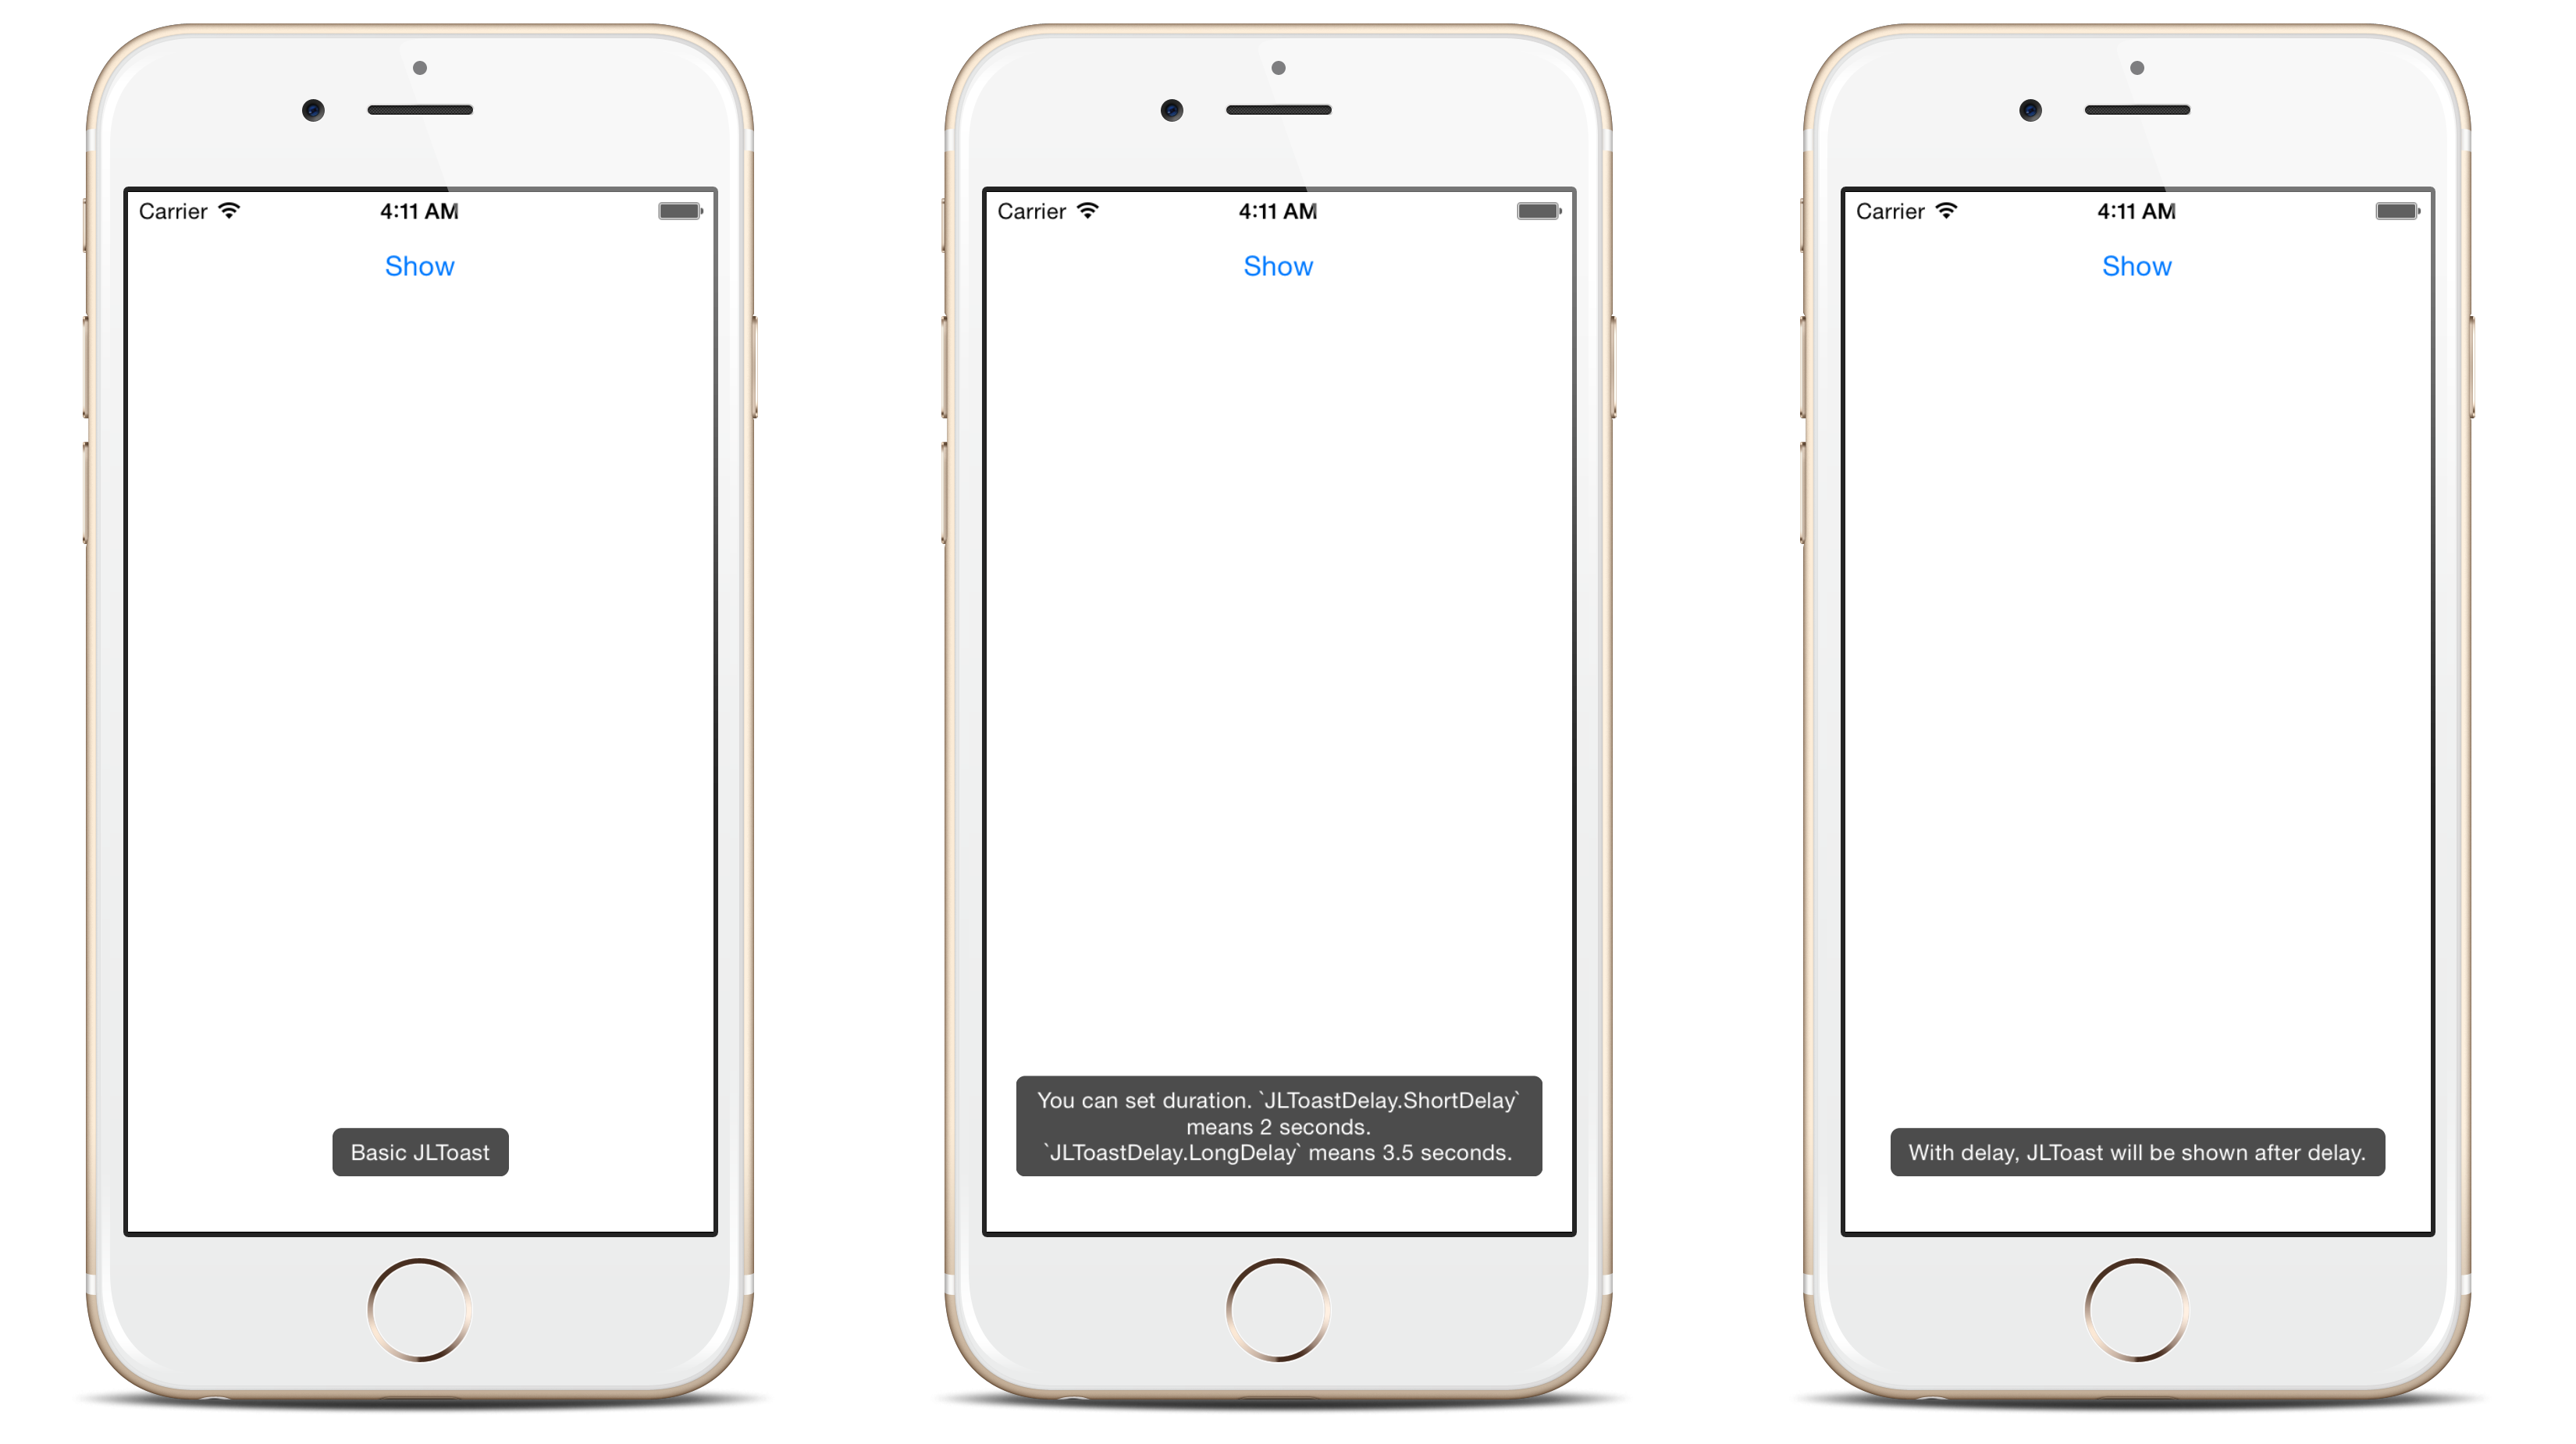 Carrier 4:11 AM
Show
Basic JLToast
Carrier 4:11 AM
Show
You can set duration. `JLToastDelay.ShortDelay`
means 2 seconds.
`JLToastDelay.LongDelay` means 3.5 seconds.
Carrier 4:11 AM
Show
With delay, JLToast will be shown after delay.